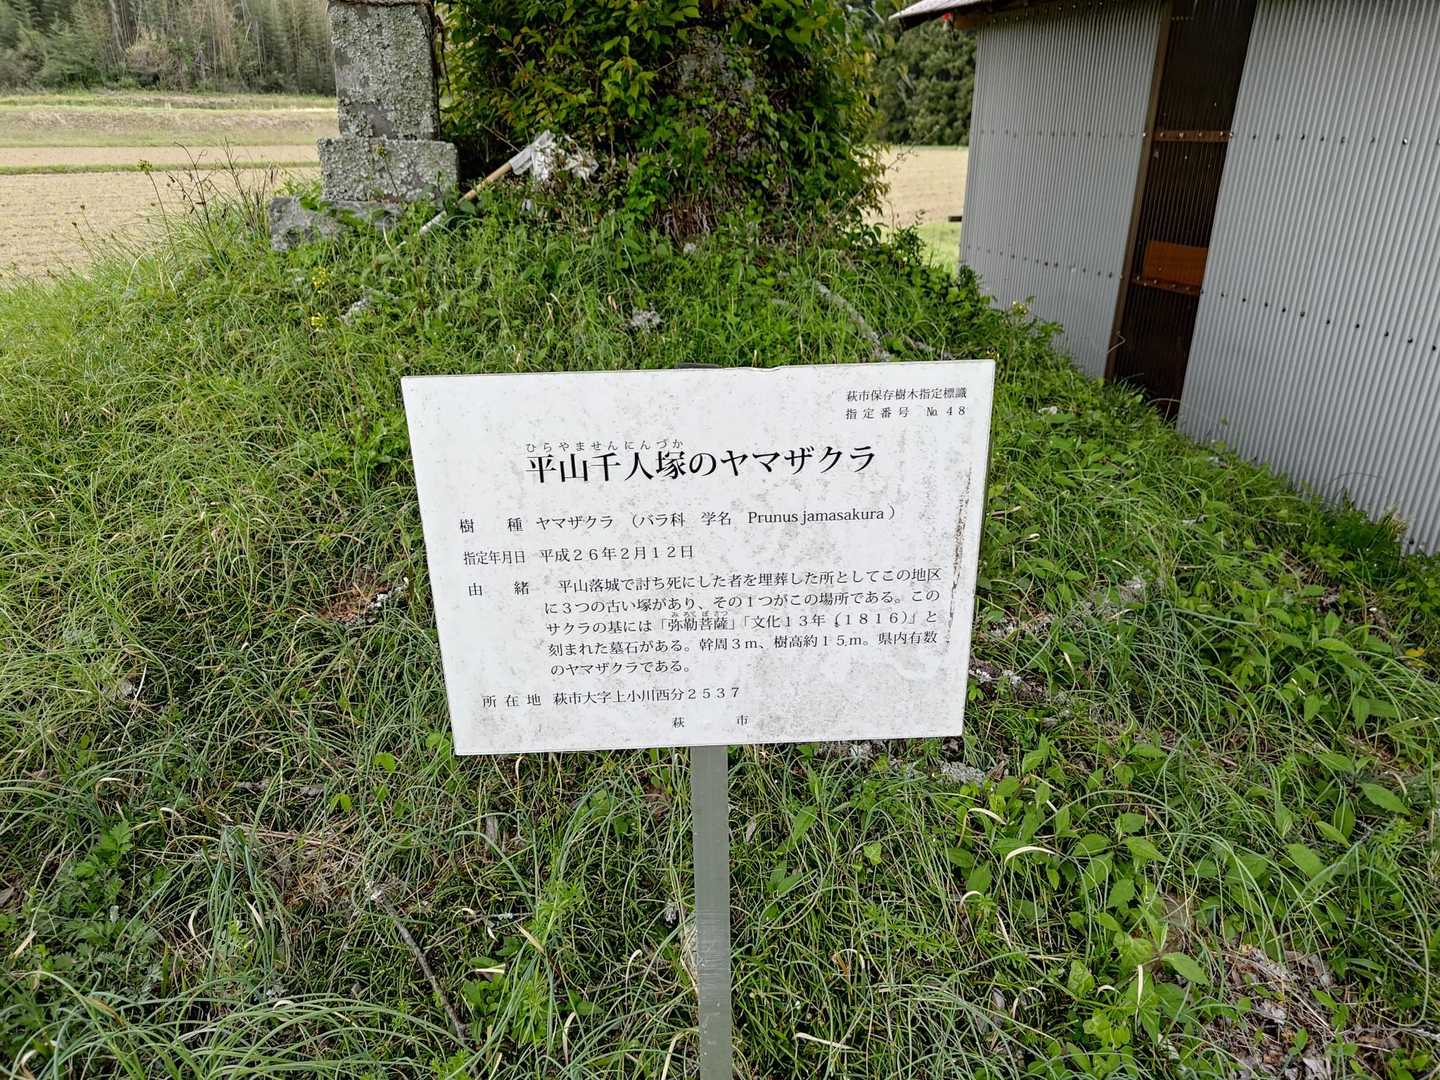 萩市保存樹木指定標識
指定番号 № 48
ひらやませんにんづか
平山千人塚のヤマザクラ
樹 種 ヤマザクラ （バラ科 学名 Prunus jamasakura）
指定年月日 平成26年2月12日
由 緒 平山落城で討ち死にした者を埋葬した所としてこの地区
に3つの古い塚があり、その1つがこの場所である。この
みろくぼさつ
サクラの基には「弥勒菩薩」「文化13年（1816）」と
刻まれた墓石がある。幹周3m、樹高約15m。県内有数
のヤマザクラである。
所在地 萩市大字上小川西分2537
萩 市